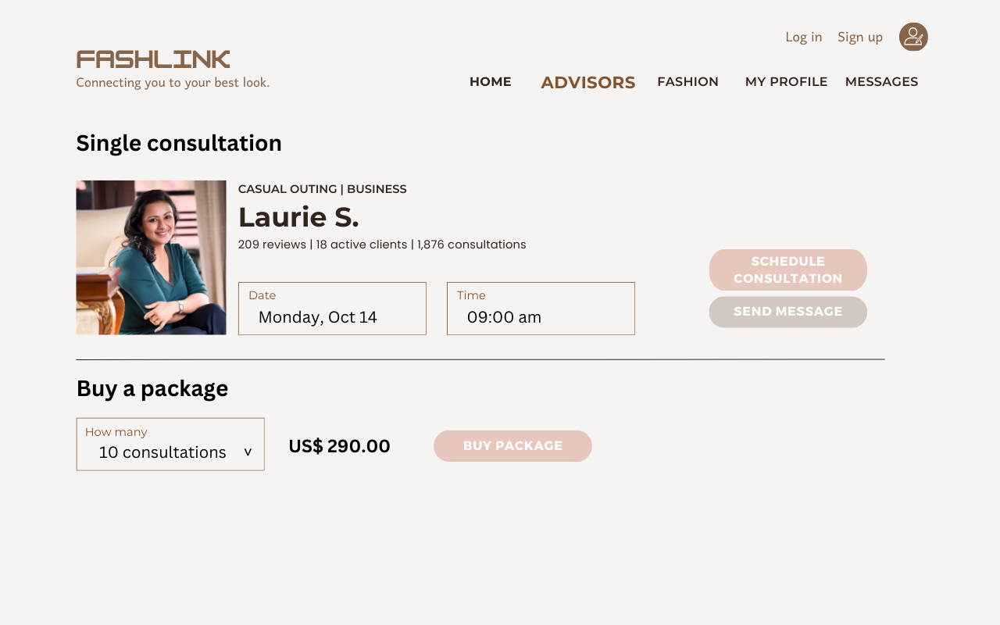 Log in Sign up
FASHLINK
Connecting you to your best look.
HOME ADVISORS FASHION MY PROFILE MESSAGES
Single consultation
CASUAL OUTING | BUSINESS
Laurie S.
209 reviews | 18 active clients | 1,876 consultations
Date
Monday, Oct 14
Time
09:00 am
SCHEDULE
CONSULTATION
SEND MESSAGE
Buy a package
How many
10 consultations v
US$ 290.00
BUY PACKAGE